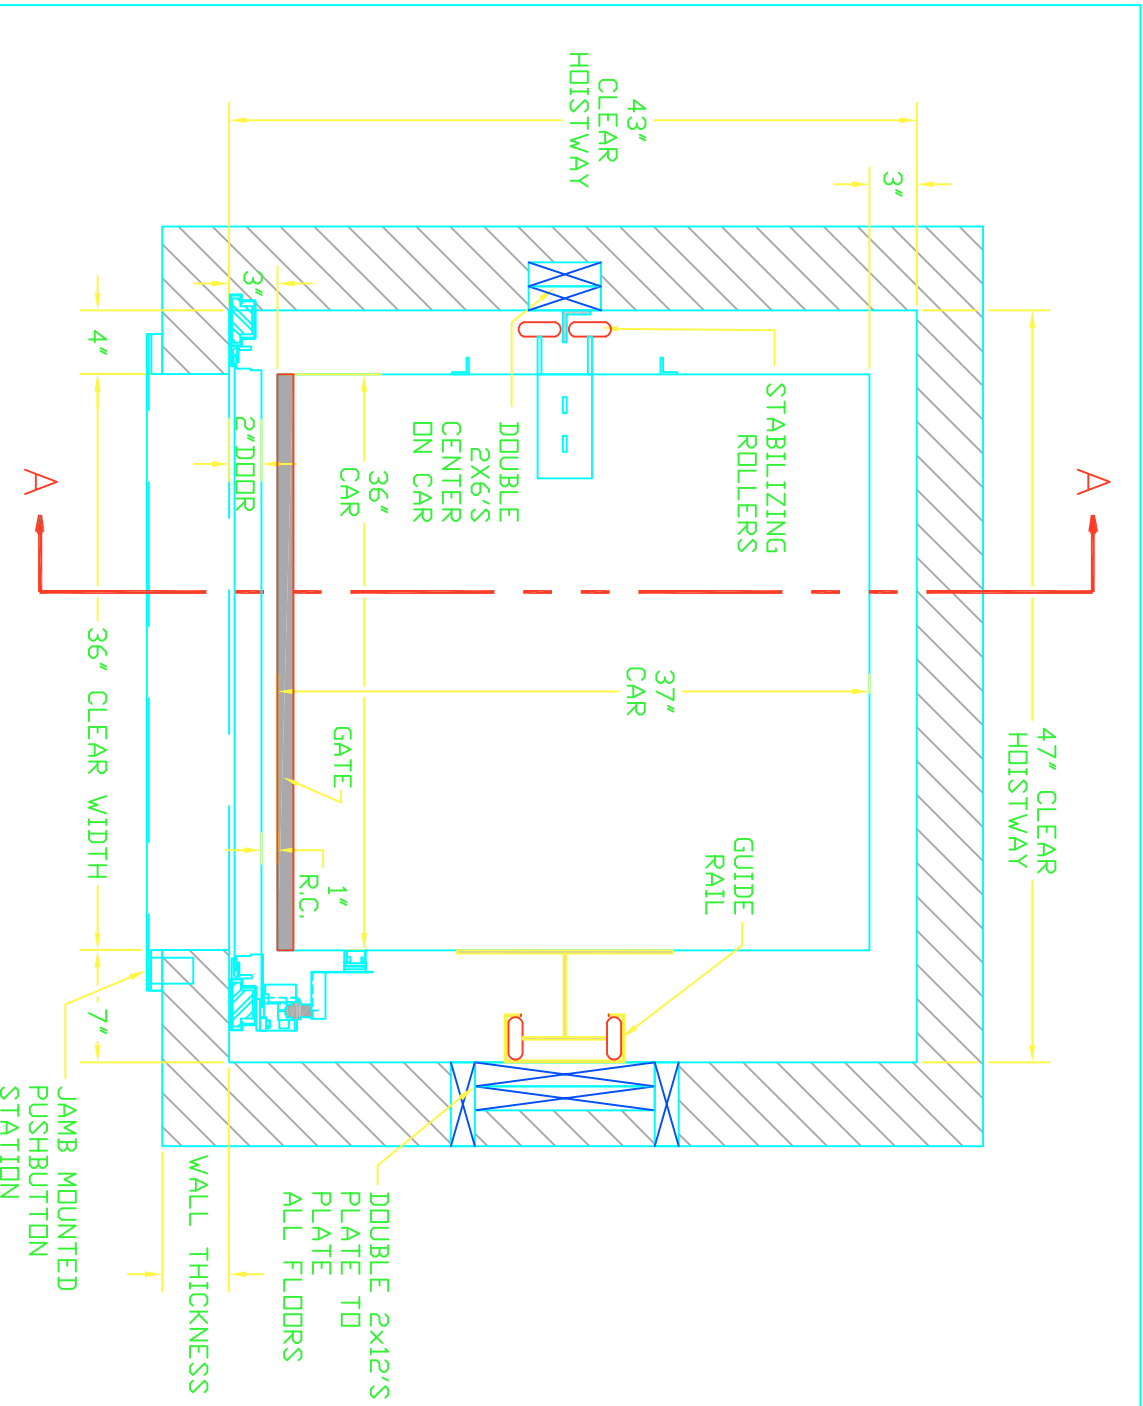 47" CLEAR
HOISTWAY
A
A
43"
CLEAR
HOISTWAY
3"
3"
4"
2"DOOR
36"
CAR
DOUBLE
2X6'S
CENTER
ON CAR
STABILIZING
ROLLERS
37"
CAR
GATE
GUIDE
RAIL
1"
R.C.
36" CLEAR WIDTH
7"
JAMB MOUNTED
PUSHBUTTON
STATION
WALL THICKNESS
DOUBLE 2x12'S
PLATE TO
PLATE
ALL FLOORS